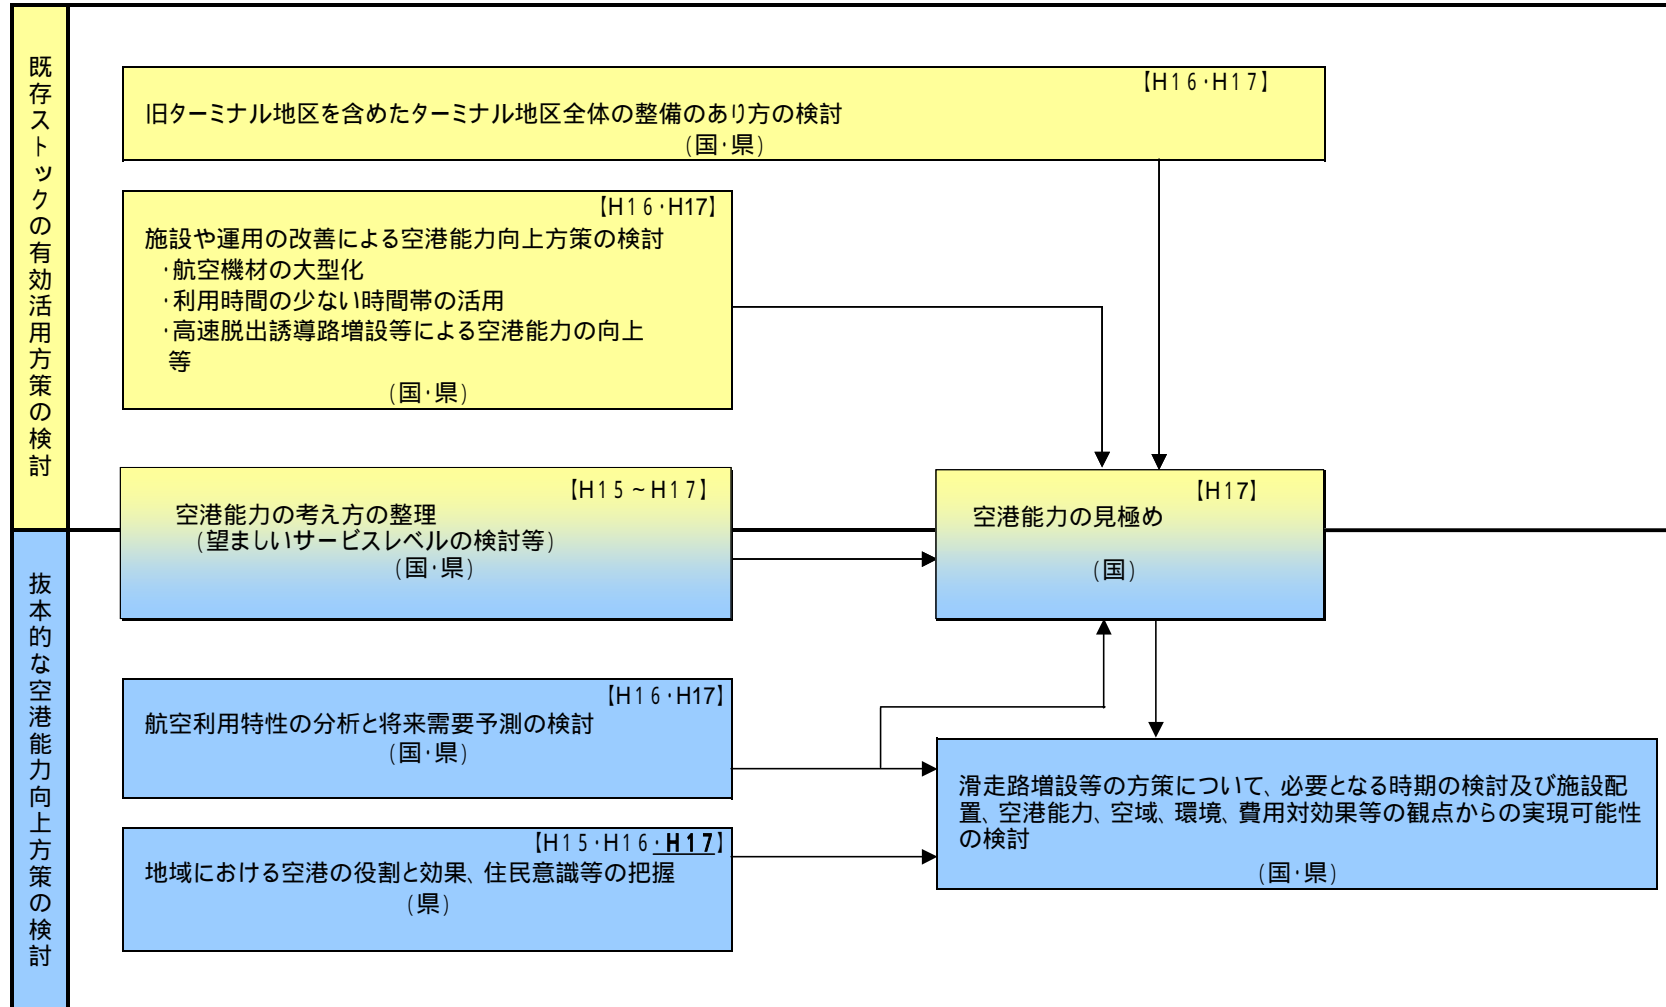 既存ストックの有効活用方策の検討
【H16・H17】
旧ターミナル地区を含めたターミナル地区全体の整備のあり方の検討
(国・県)
【H16・H17】
施設や運用の改善による空港能力向上方策の検討
・航空機材の大型化
・利用時間の少ない時間帯の活用
・高速脱出誘導路増設等による空港能力の向上
等
(国・県)
【H15～H17】
空港能力の考え方の整理
(望ましいサービスレベルの検討等)
(国・県)
【H17】
空港能力の見極め
(国)
抜本的な空港能力向上方策の検討
【H16・H17】
航空利用特性の分析と将来需要予測の検討
(国・県)
【H15・H16・H17】
地域における空港の役割と効果、住民意識等の把握
(県)
滑走路増設等の方策について、必要となる時期の検討及び施設配
置、空港能力、空域、環境、費用対効果等の観点からの実現可能性
の検討
(国・県)